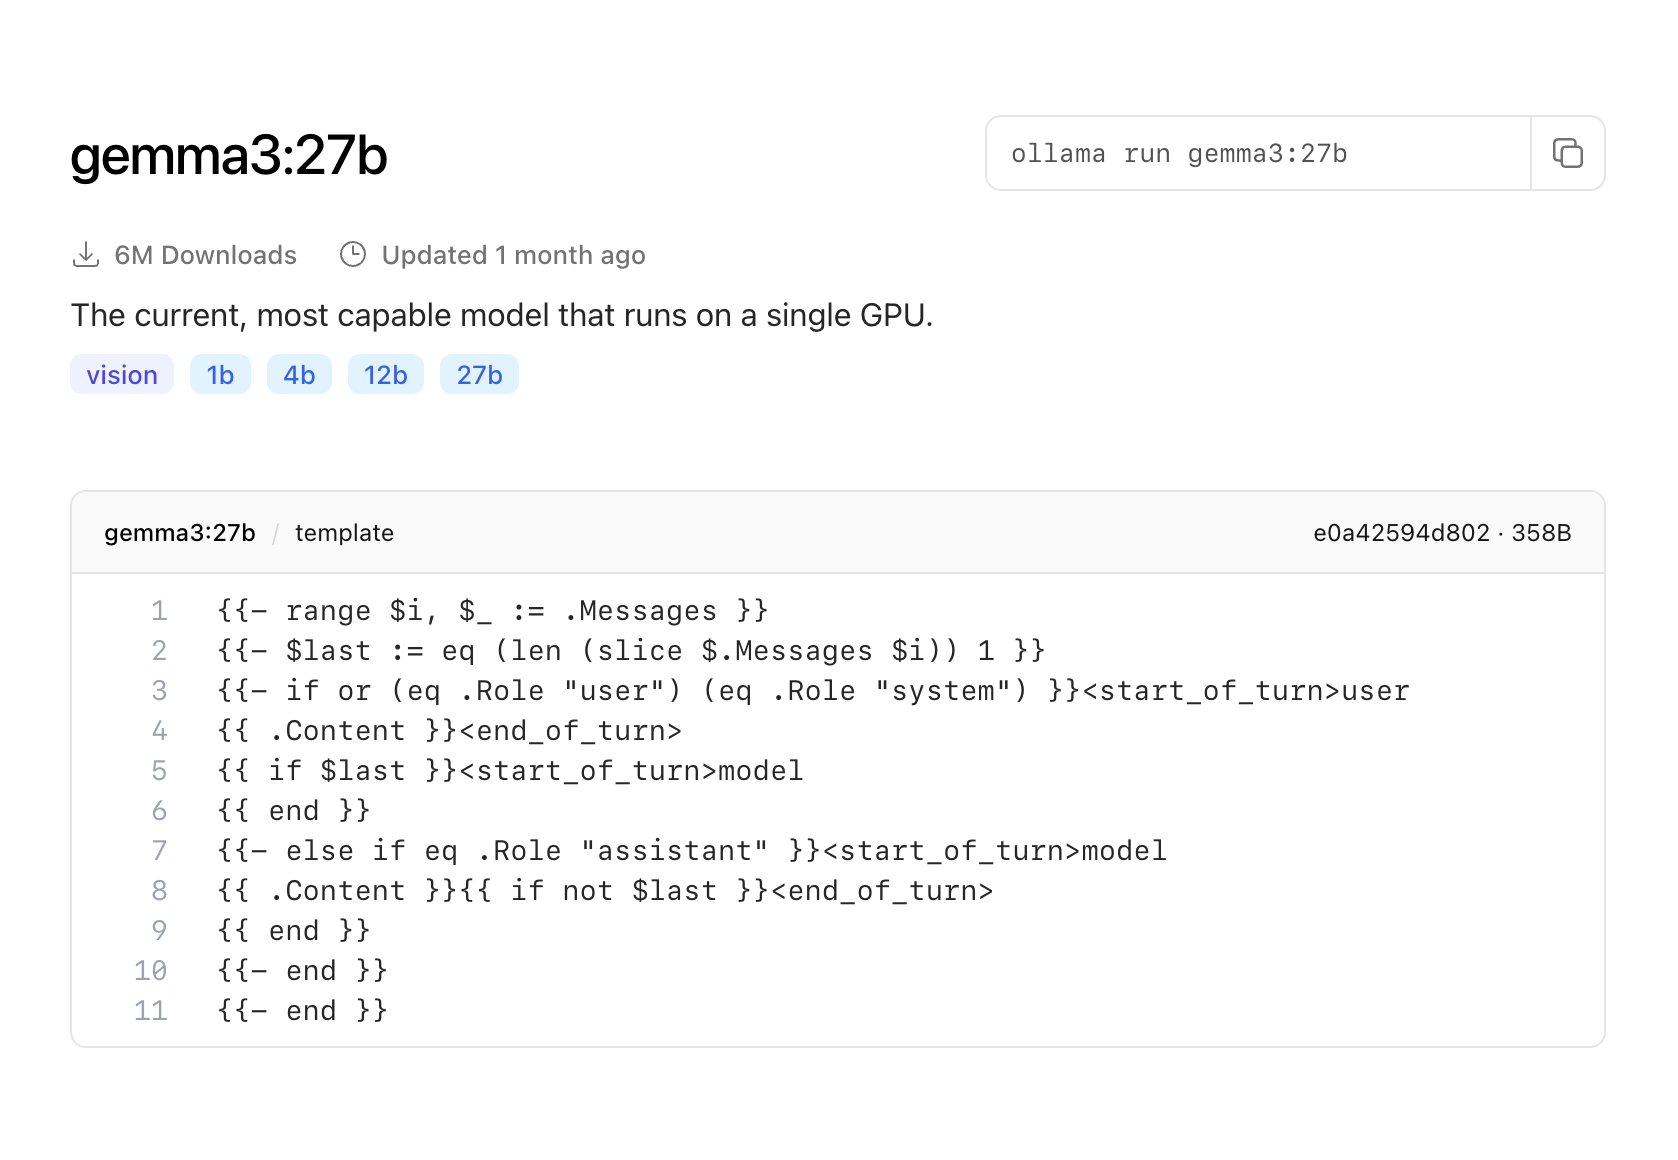 gemma3:27b
ollama run gemma3:27b
6M Downloads Updated 1 month ago
The current, most capable model that runs on a single GPU.
vision 1b 4b 12b 27b
gemma3:27b / template e0a42594d802 · 358B
1 {{- range $i, $_ := .Messages }}
2 {{- $last := eq (len (slice $.Messages $i)) 1 }}
3 {{- if or (eq .Role "user") (eq .Role "system") }}<start_of_turn>user
4 {{ .Content }}<end_of_turn>
5 {{ if $last }}<start_of_turn>model
6 {{ end }}
7 {{- else if eq .Role "assistant" }}<start_of_turn>model
8 {{ .Content }}{{ if not $last }}<end_of_turn>
9 {{ end }}
10 {{- end }}
11 {{- end }}